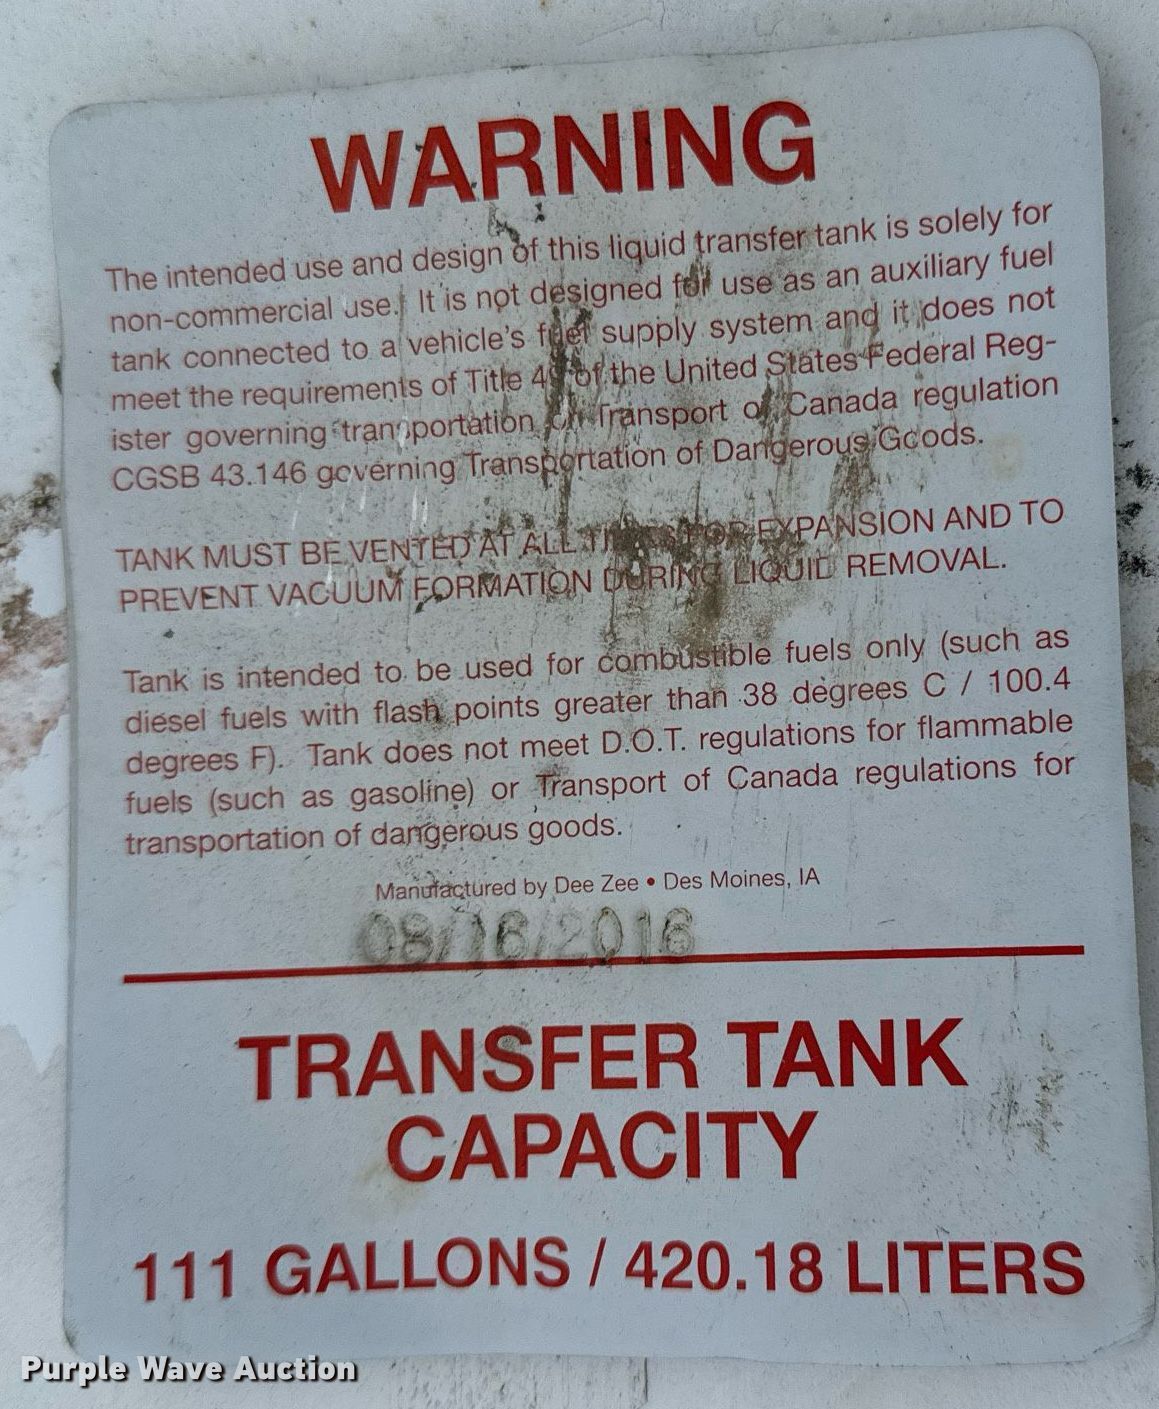 WARNING
The intended use and design of this liquid transfer tank is solely for
non-commercial use. It is not designed for use as an auxiliary fuel
tank connected to a vehicle's fuel supply system and it does not
meet the requirements of Title of the United States Federal Reg-
ister governing transportation or Transport of Canada regulation
CGSB 43.146 governing Transportation of Dangerous Goods.
TANK MUST BE VENTED AT ALL TIMES FOR EXPANSION AND TO
PREVENT VACUUM FORMATION DURING LIQUID REMOVAL.
Tank is intended to be used for combustible fuels only (such as
diesel fuels with flash points greater than 38 degrees C / 100.4
degrees F). Tank does not meet D.O.T. regulations for flammable
fuels (such as gasoline) or Transport of Canada regulations for
transportation of dangerous goods.
Manufactured by Dee Zee • Des Moines, IA
08/16/2016
TRANSFER TANK
CAPACITY
111 GALLONS / 420.18 LITERS
Purple Wave Auction